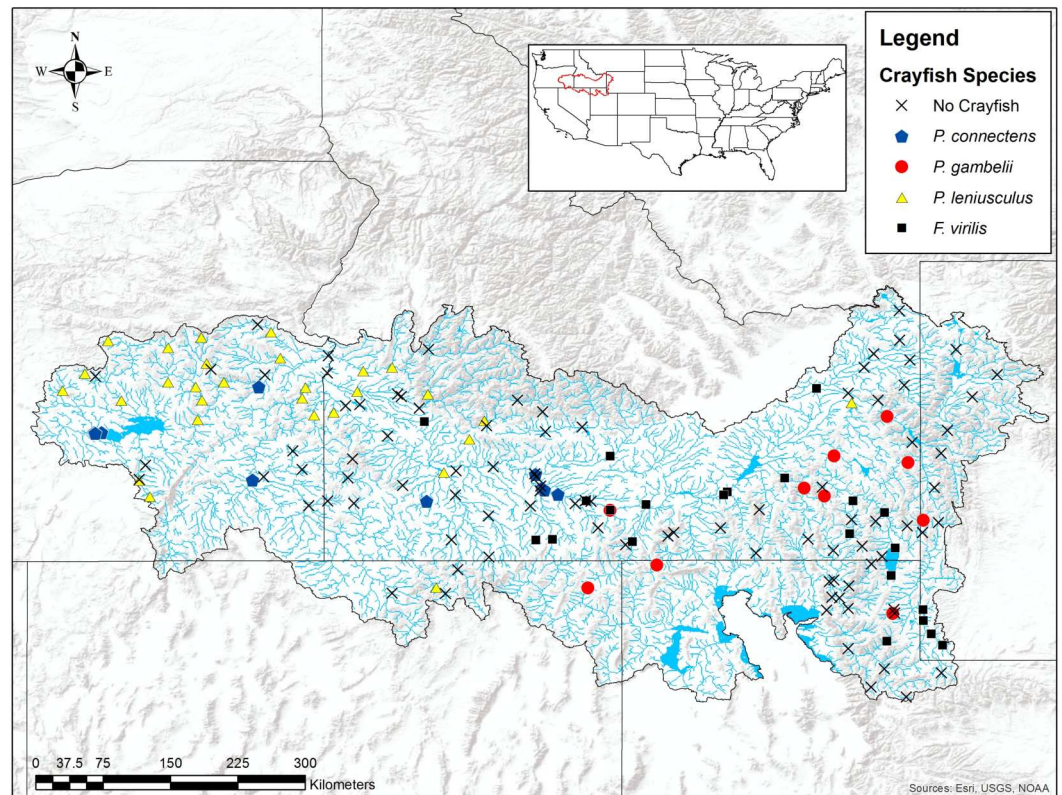 N
W E
S
Legend
Crayfish Species
No Crayfish
P. connectens
P. gambelii
P. leniusculus
F. virilis
0 37.5 75 150 225 300
Kilometers
Sources: Esri, USGS, NOAA